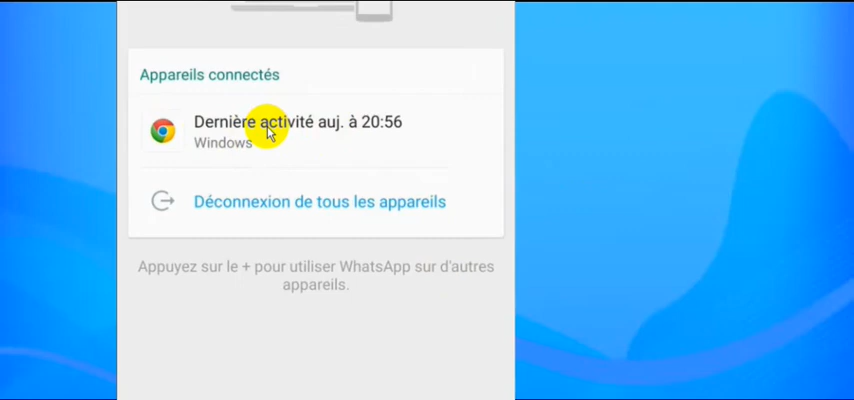 Appareils connectés
Dernière activité auj. à 20:56
Windows
Déconnexion de tous les appareils
Appuyez sur le + pour utiliser WhatsApp sur d'autres
appareils.